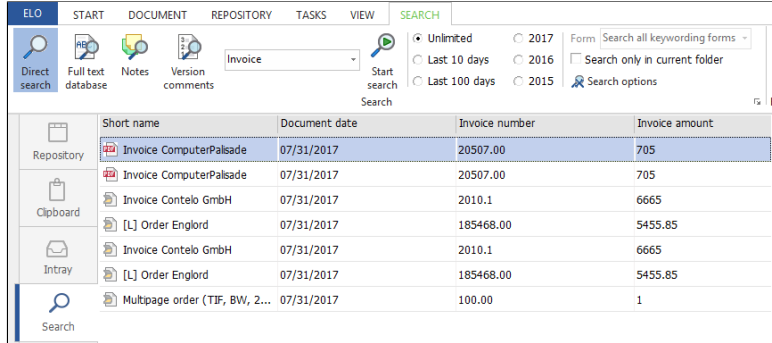 ELO START DOCUMENT REPOSITORY TASKS VIEW SEARCH
Direct search
Full text database
Notes
Version comments
Invoice
Start search
Unlimited
Last 10 days
Last 100 days
2017
2016
2015
Form Search all keywording forms
Search only in current folder
Search options
Search
Repository
Clipboard
Intray
Search
Short name Document date Invoice number Invoice amount
PDF Invoice ComputerPalisade 07/31/2017 20507.00 705
PDF Invoice ComputerPalisade 07/31/2017 20507.00 705
Invoice Contelo GmbH 07/31/2017 2010.1 6665
[L] Order Englord 07/31/2017 185468.00 5455.85
Invoice Contelo GmbH 07/31/2017 2010.1 6665
[L] Order Englord 07/31/2017 185468.00 5455.85
Multipage order (TIF, BW, 2... 07/31/2017 100.00 1